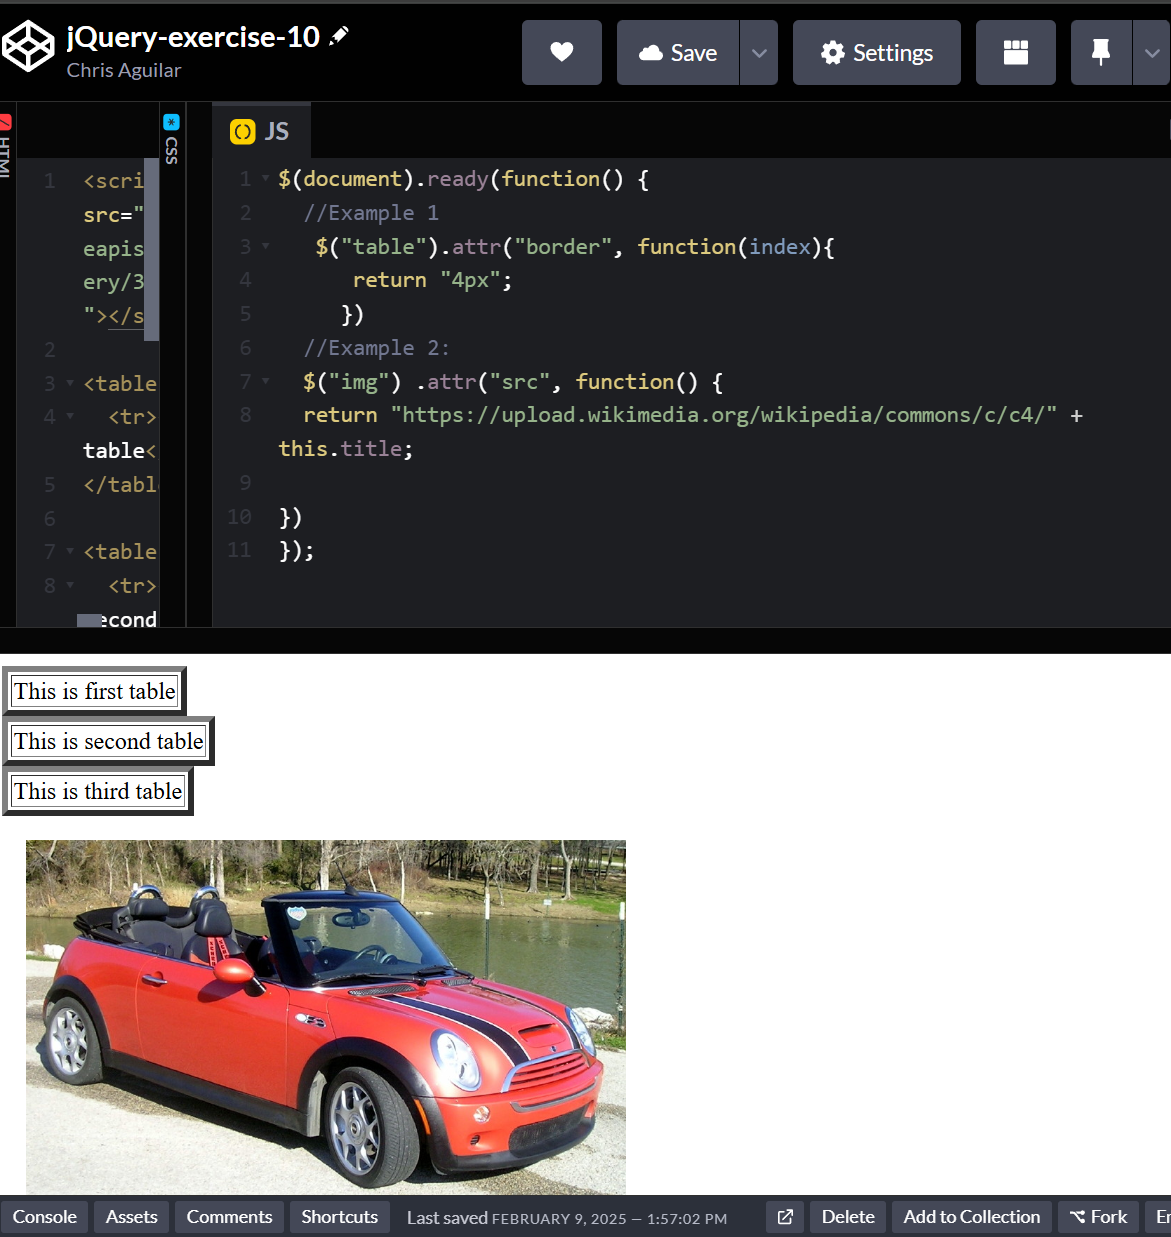 jQuery-exercise-10
Chris Aguilar
Save
Settings
HTML
1 <scri
src="
eapis
ery/3
"></s
2
3 <table
4 <tr>
table<
5 </tabl
6
7 <table
8 <tr>
econd
CSS
JS
1 $(document).ready(function() {
2 //Example 1
3 $("table").attr("border", function(index){
4 return "4px";
5 })
6 //Example 2:
7 $("img") .attr("src", function() {
8 return "https://upload.wikimedia.org/wikipedia/commons/c/c4/" +
this.title;
9
10 })
11 });
This is first table
This is second table
This is third table
Console Assets Comments Shortcuts Last saved FEBRUARY 9, 2025 — 1:57:02 PM Delete Add to Collection Fork